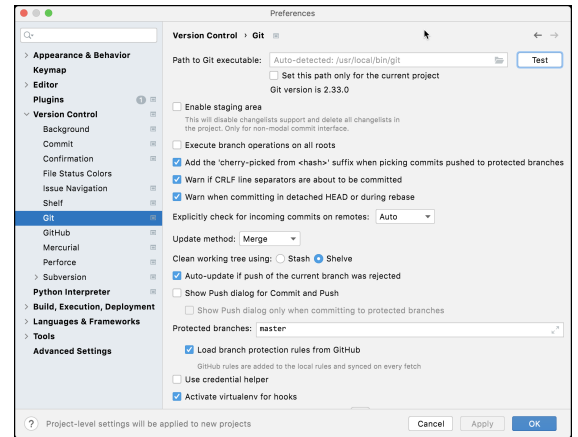 Preferences
Appearance & Behavior
Keymap
Editor
Plugins 1
Version Control
Background
Commit
Confirmation
File Status Colors
Issue Navigation
Shelf
Git
GitHub
Mercurial
Perforce
Subversion
Python Interpreter
Build, Execution, Deployment
Languages & Frameworks
Tools
Advanced Settings
Version Control › Git
Path to Git executable: Auto-detected: /usr/local/bin/git Test
Set this path only for the current project
Git version is 2.33.0
Enable staging area
This will disable changelists support and delete all changelists in
the project. Only for non-modal commit interface.
Execute branch operations on all roots
Add the 'cherry-picked from <hash>' suffix when picking commits pushed to protected branches
Warn if CRLF line separators are about to be committed
Warn when committing in detached HEAD or during rebase
Explicitly check for incoming commits on remotes: Auto
Update method: Merge
Clean working tree using: Stash Shelve
Auto-update if push of the current branch was rejected
Show Push dialog for Commit and Push
Show Push dialog only when committing to protected branches
Protected branches: master
Load branch protection rules from GitHub
GitHub rules are added to the local rules and synced on every fetch
Use credential helper
Activate virtualenv for hooks
? Project-level settings will be applied to new projects
Cancel Apply OK